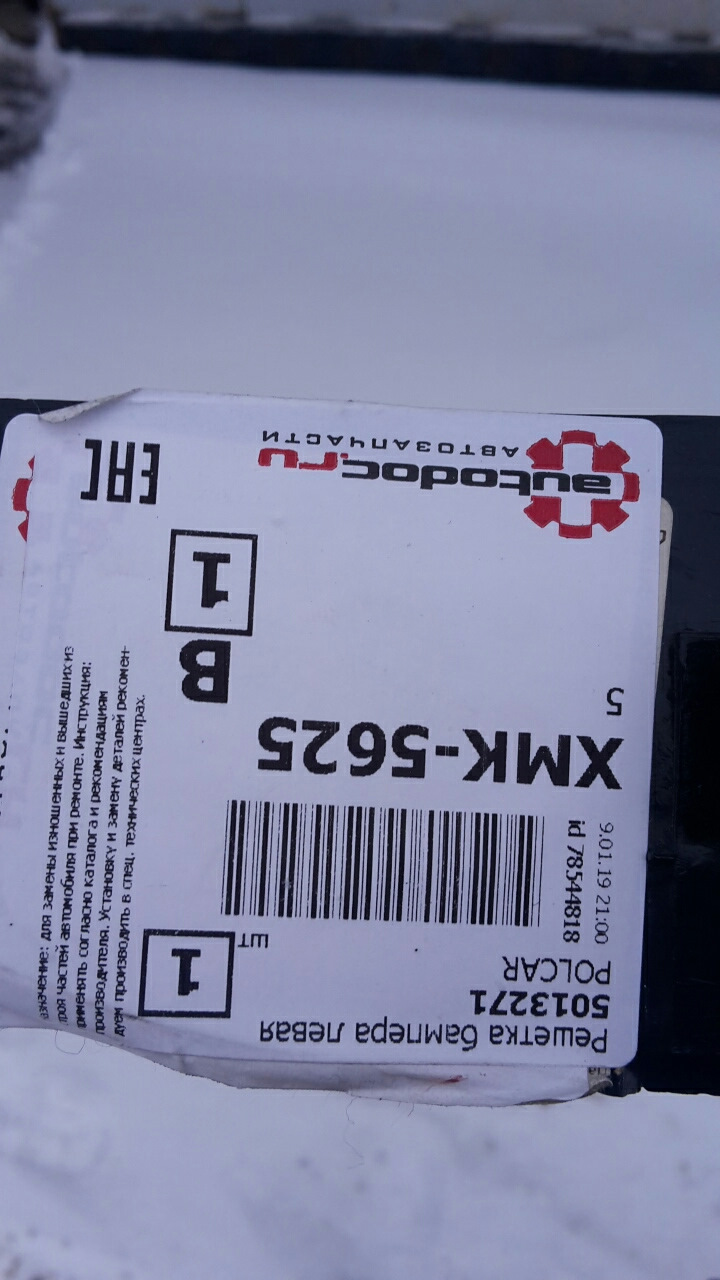 Решетка бампера левая
5013271
POLCAR
1
шт
9.01.19 21:00
id 78544818
XMK-5625
5
B
1
autodoc.ru
АВТОЗАПЧАСТИ
EAC
для замены изношенных и вышедших из
строя частей автомобиля при ремонте. Инструкция:
применять согласно каталога и рекомендациям
производителя. Установку и замену деталей рекомен-
дуем производить в спец. технических центрах.